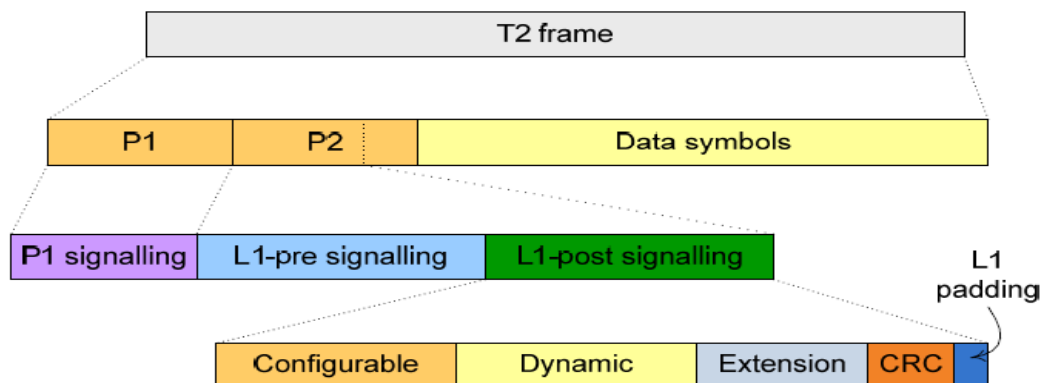 T2 frame
P1 P2 Data symbols
P1 signalling L1-pre signalling L1-post signalling
L1
padding
Configurable Dynamic Extension CRC